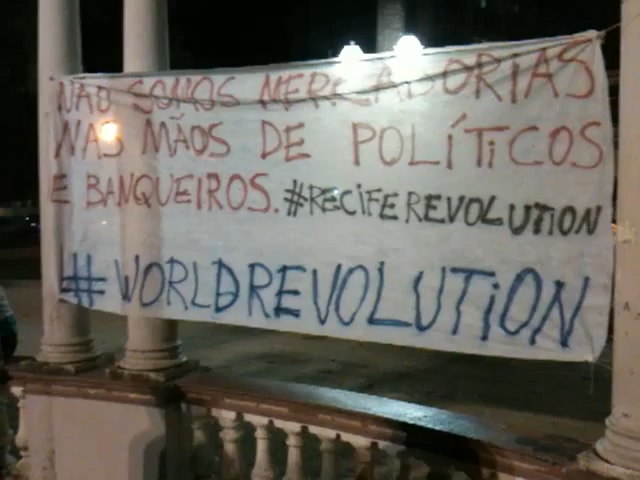 NÃO SOMOS MERCADORIAS
NAS MÃOS DE POLÍTiCOS
E BANQUEIROS. #RECiFEREVOLUTiON
#WORLDREVOLUTiON